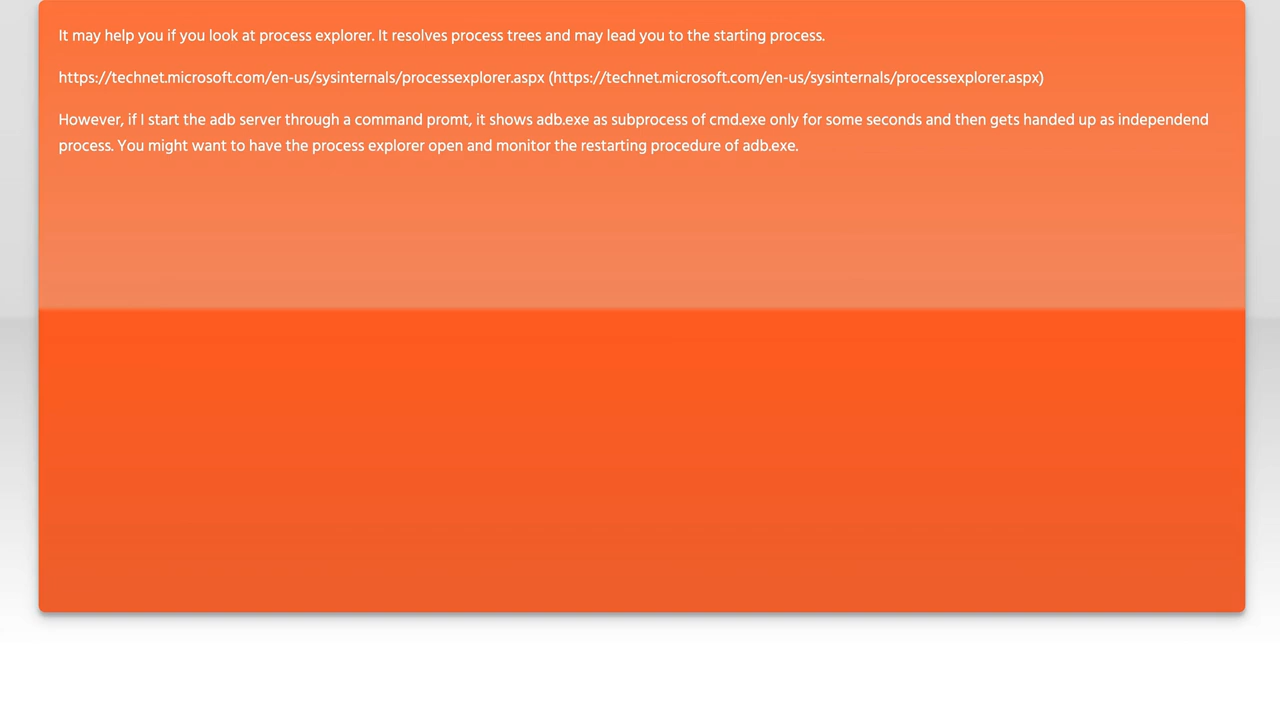 It may help you if you look at process explorer. It resolves process trees and may lead you to the starting process.
https://technet.microsoft.com/en-us/sysinternals/processexplorer.aspx (https://technet.microsoft.com/en-us/sysinternals/processexplorer.aspx)
However, if I start the adb server through a command promt, it shows adb.exe as subprocess of cmd.exe only for some seconds and then gets handed up as independend
process. You might want to have the process explorer open and monitor the restarting procedure of adb.exe.